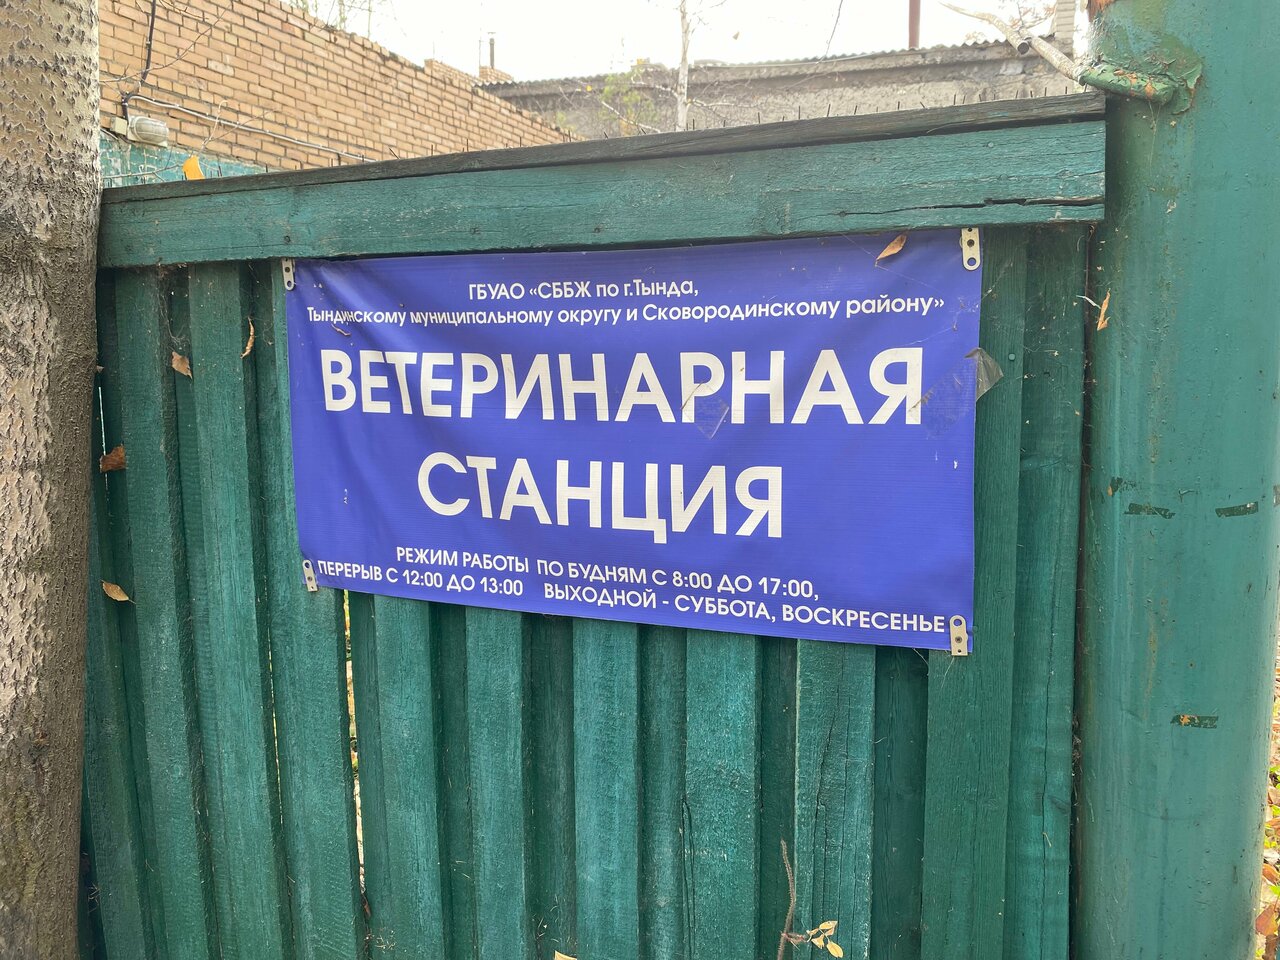 ГБУАО «СББЖ по г.Тында,
Тындинскому муниципальному округу и Сковородинскому району»
ВЕТЕРИНАРНАЯ
СТАНЦИЯ
РЕЖИМ РАБОТЫ ПО БУДНЯМ С 8:00 ДО 17:00,
ПЕРЕРЫВ С 12:00 ДО 13:00 ВЫХОДНОЙ - СУББОТА, ВОСКРЕСЕНЬЕ